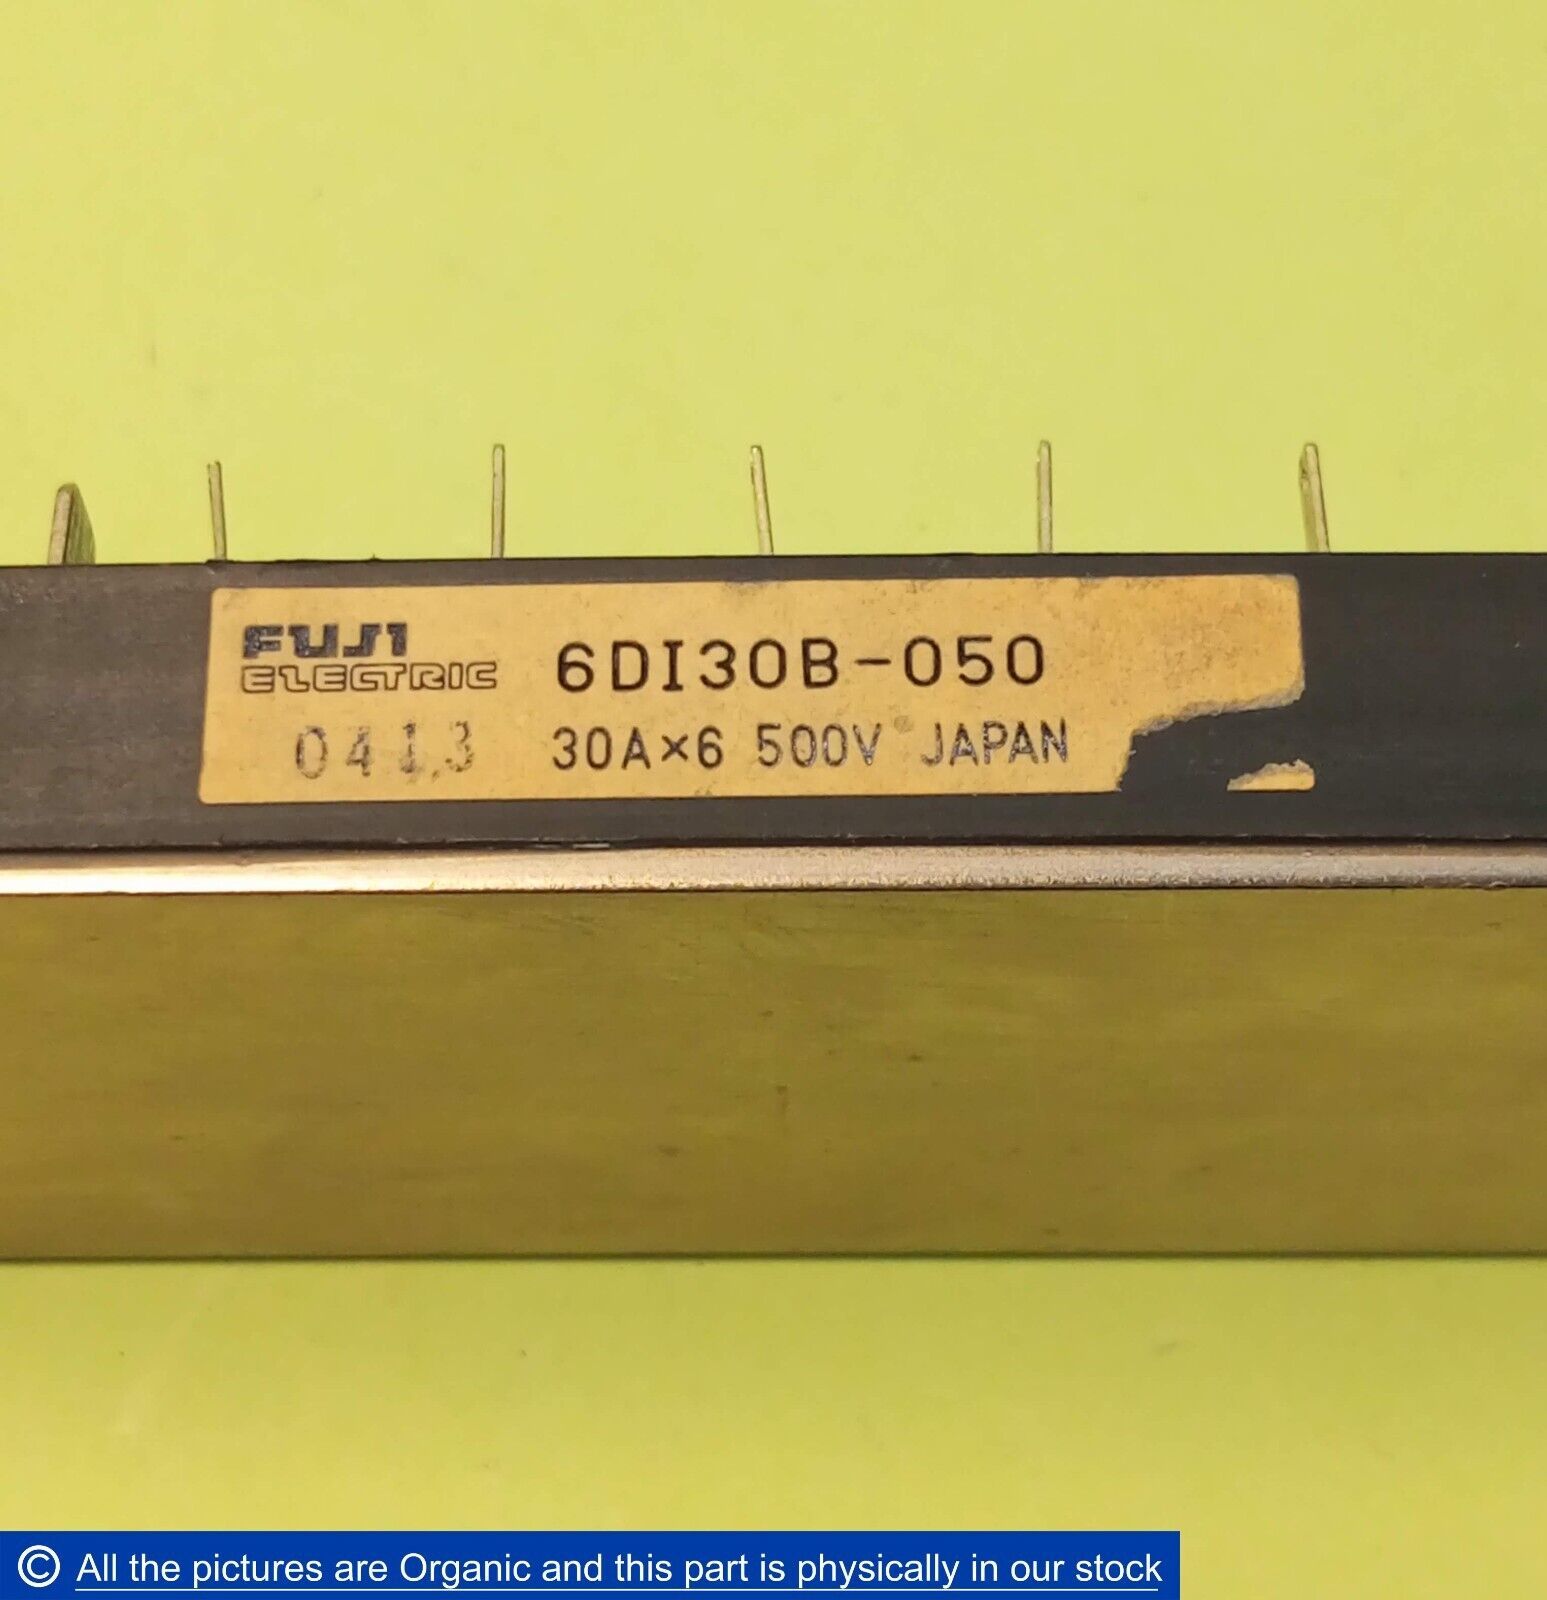 FUJI
ELECTRIC 6DI30B-050
0413 30A×6 500V JAPAN
© All the pictures are Organic and this part is physically in our stock